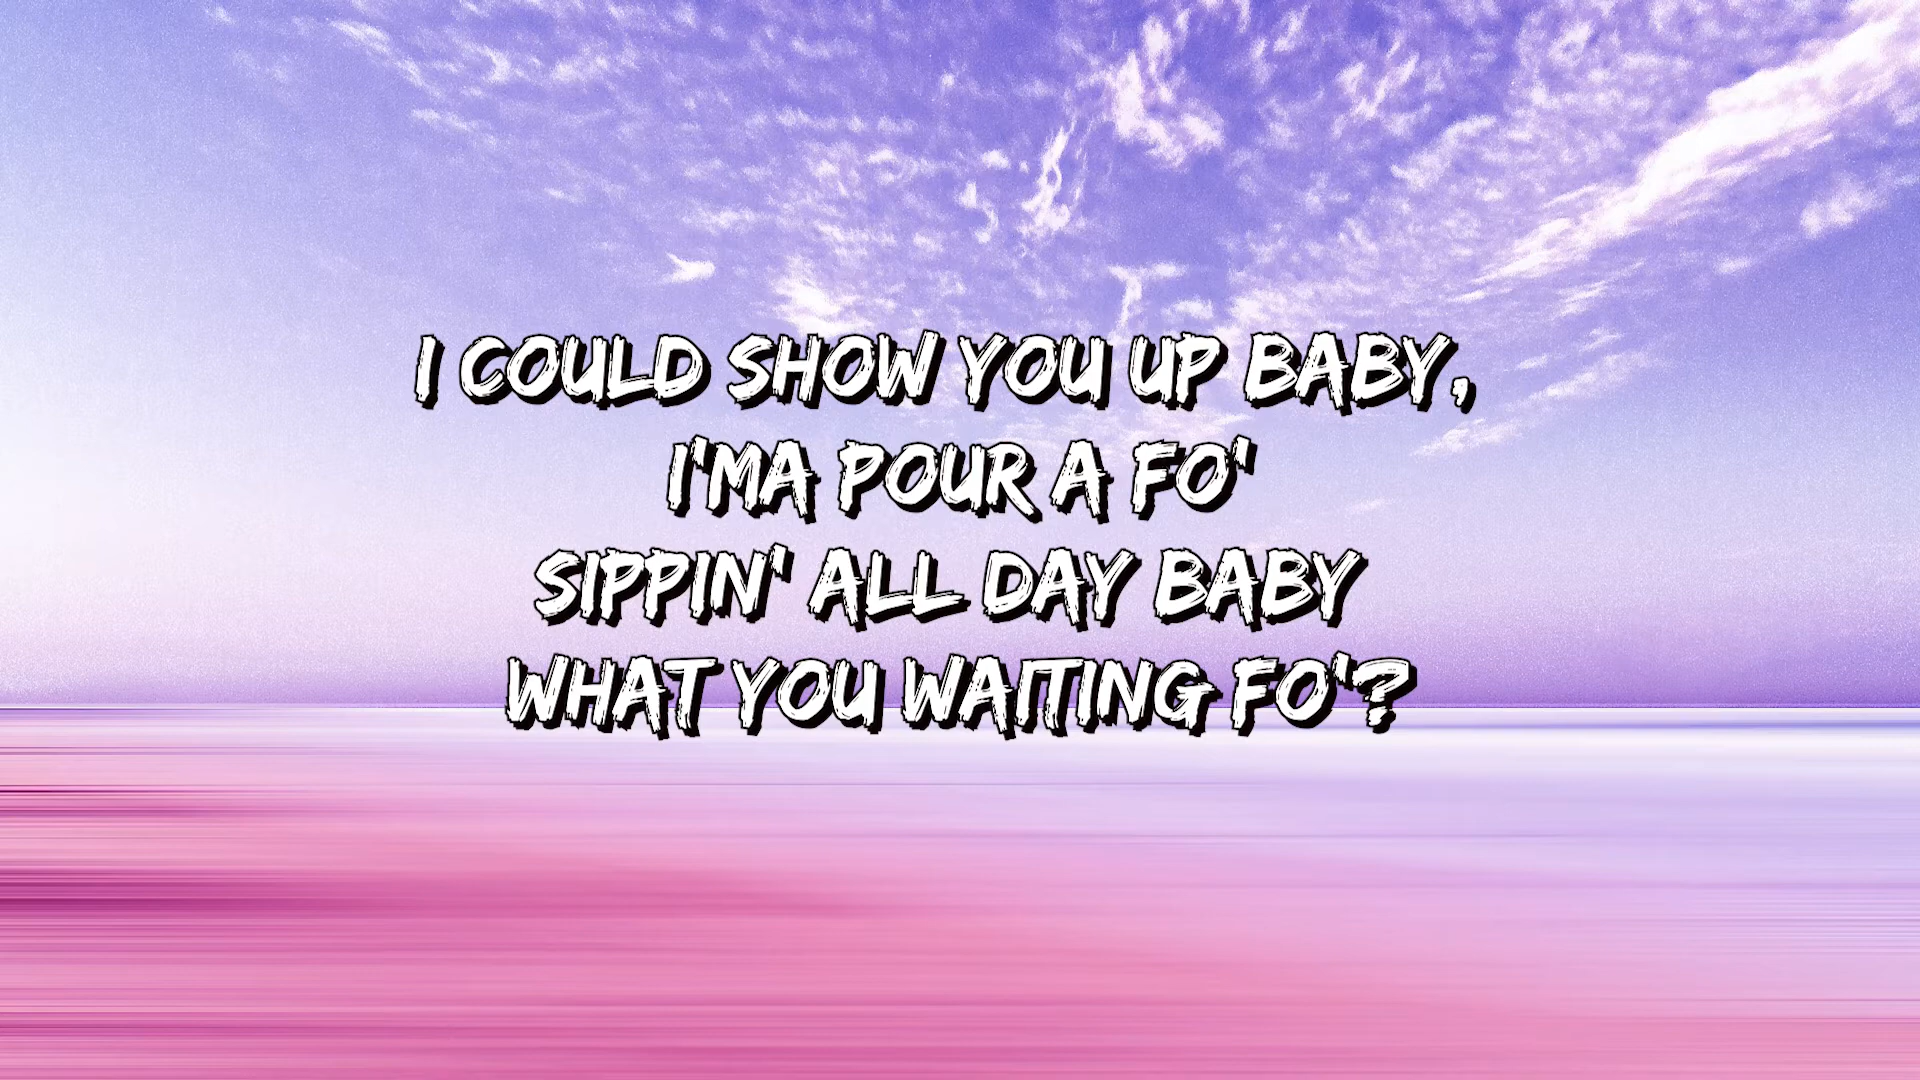 I COULD SHOW YOU UP BABY,
I'MA POUR A FO'
SIPPIN' ALL DAY BABY
WHAT YOU WAITING FO'?